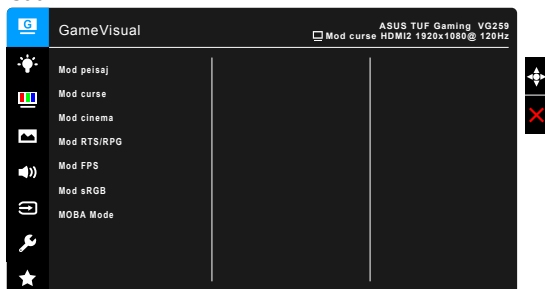 G
GameVisual
ASUS TUF Gaming VG259
Mod curse HDMI2 1920x1080@ 120Hz
Mod peisaj
Mod curse
Mod cinema
Mod RTS/RPG
Mod FPS
Mod sRGB
MOBA Mode